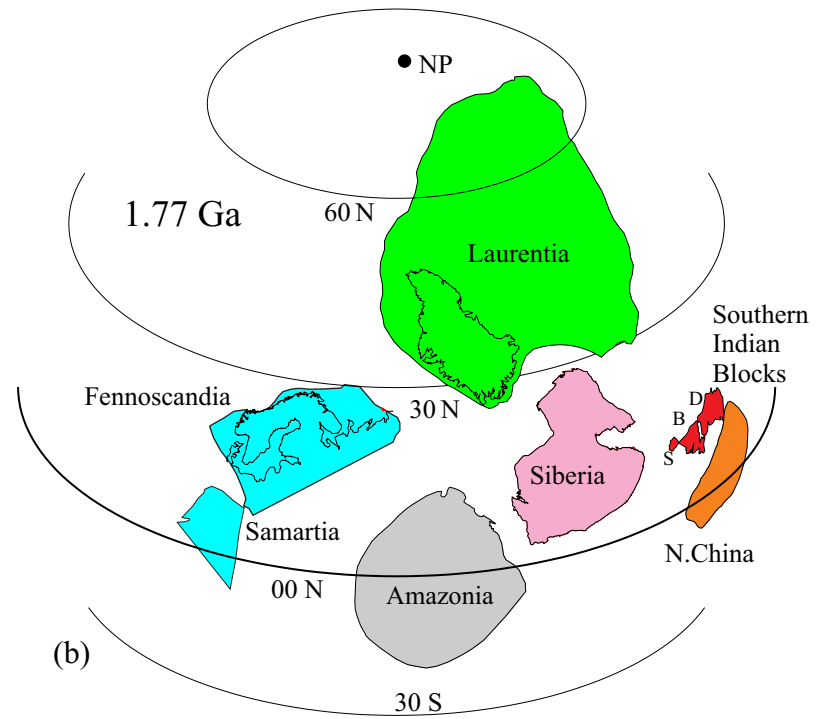 NP
60 N
1.77 Ga
Laurentia
Southern
Indian
Blocks
Fennoscandia
30 N
D
B
S
Siberia
Samartia
N.China
00 N
Amazonia
(b)
30 S